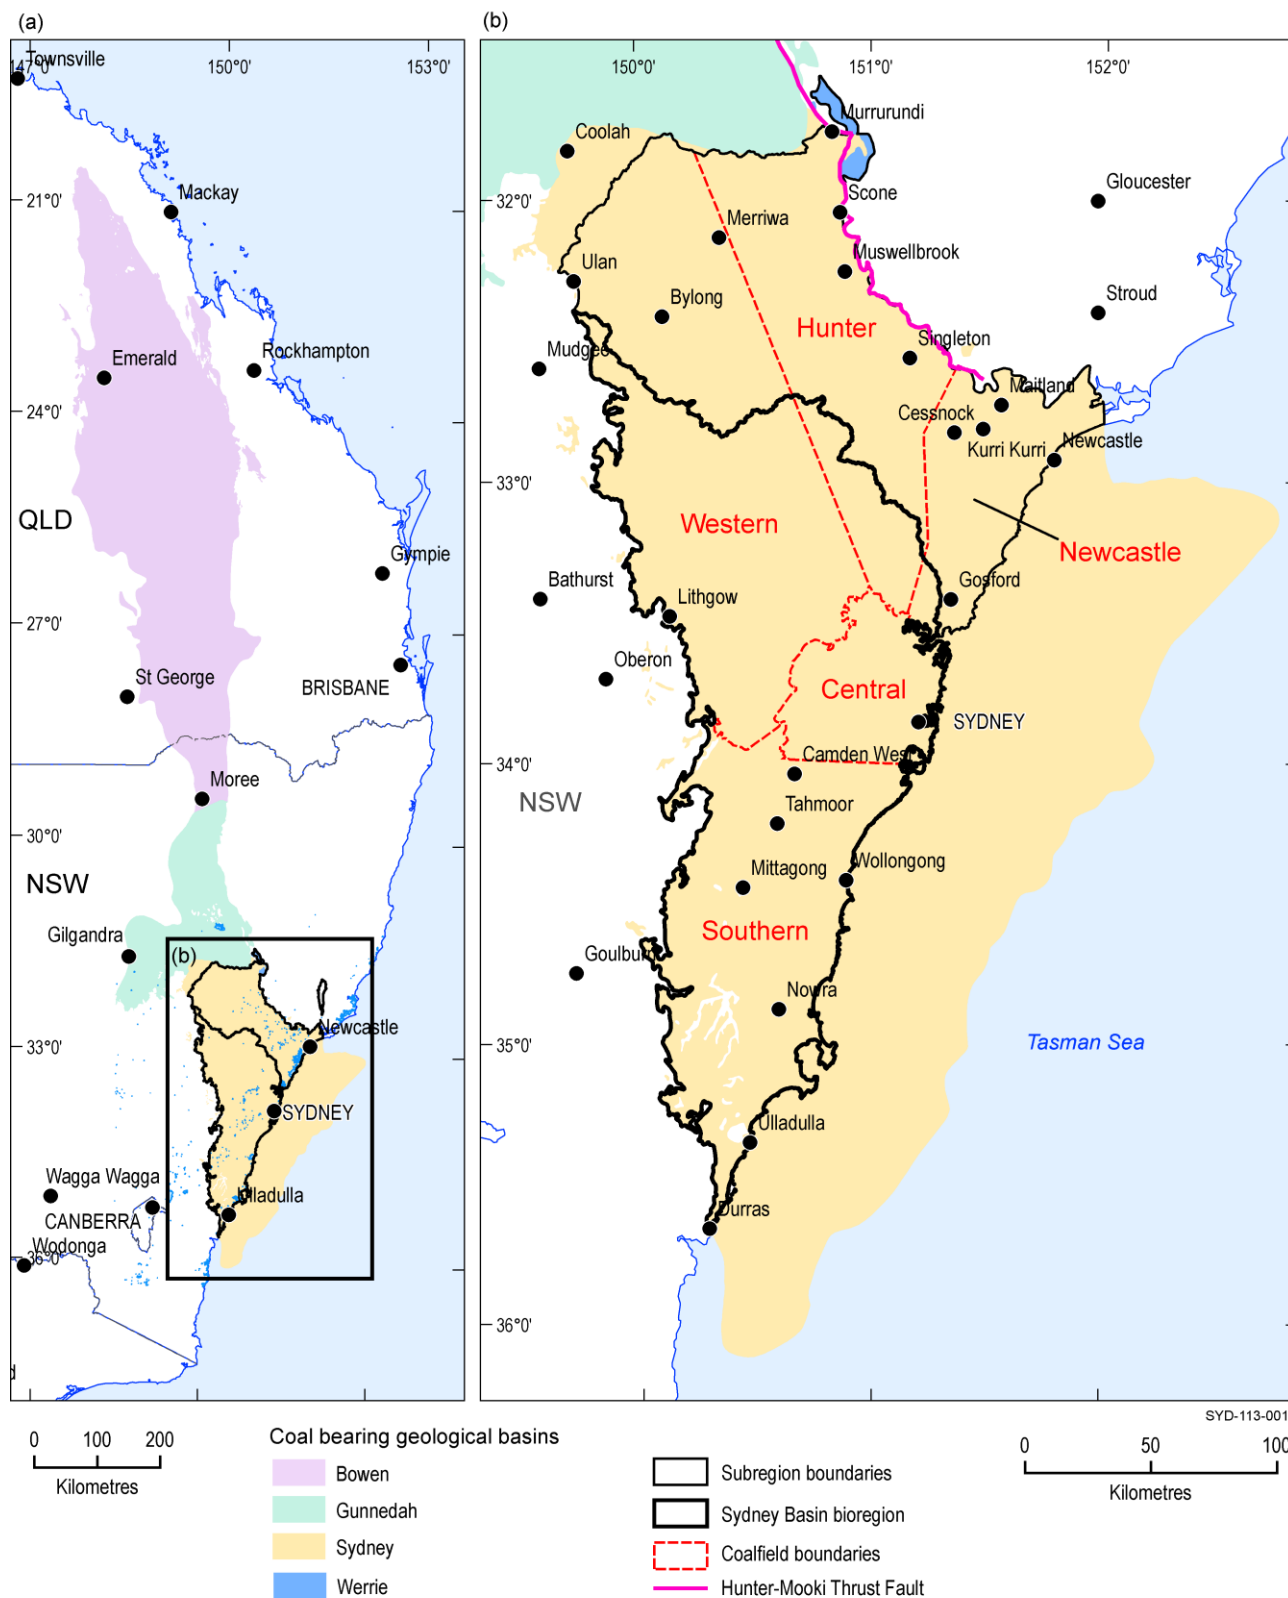 (a)
Townsville
147°0'
150°0'
153°0'
Mackay
21°0'
Emerald
Rockhampton
24°0'
QLD
Gympie
27°0'
St George
BRISBANE
Moree
30°0'
NSW
Gilgandra
(b)
Newcastle
33°0'
SYDNEY
Wagga Wagga
Ulladulla
CANBERRA
Wodonga
36°0'
d
(b)
150°0'
151°0'
152°0'
Murrurundi
Coolah
Gloucester
32°0'
Scone
Merriwa
Muswellbrook
Ulan
Bylong
Stroud
Hunter
Singleton
Mudgee
Maitland
Cessnock
Kurri Kurri
Newcastle
33°0'
Western
Newcastle
Bathurst
Lithgow
Gosford
Oberon
Central
SYDNEY
Camden West
34°0'
NSW
Tahmoor
Mittagong
Wollongong
Southern
Goulburn
Nowra
35°0'
Tasman Sea
Ulladulla
Durras
36°0'
SYD-113-001
0 100 200
Kilometres
Coal bearing geological basins
Bowen
Gunnedah
Sydney
Werrie
Subregion boundaries
Sydney Basin bioregion
Coalfield boundaries
Hunter-Mooki Thrust Fault
0 50 100
Kilometres